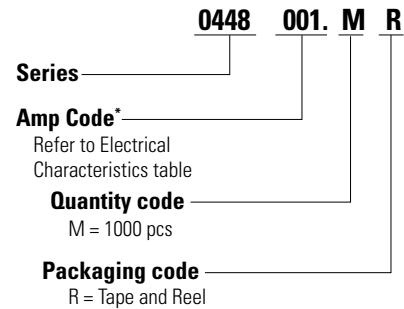 0448 001. M R
Series
Amp Code*
Refer to Electrical
Characteristics table
Quantity code
M = 1000 pcs
Packaging code
R = Tape and Reel